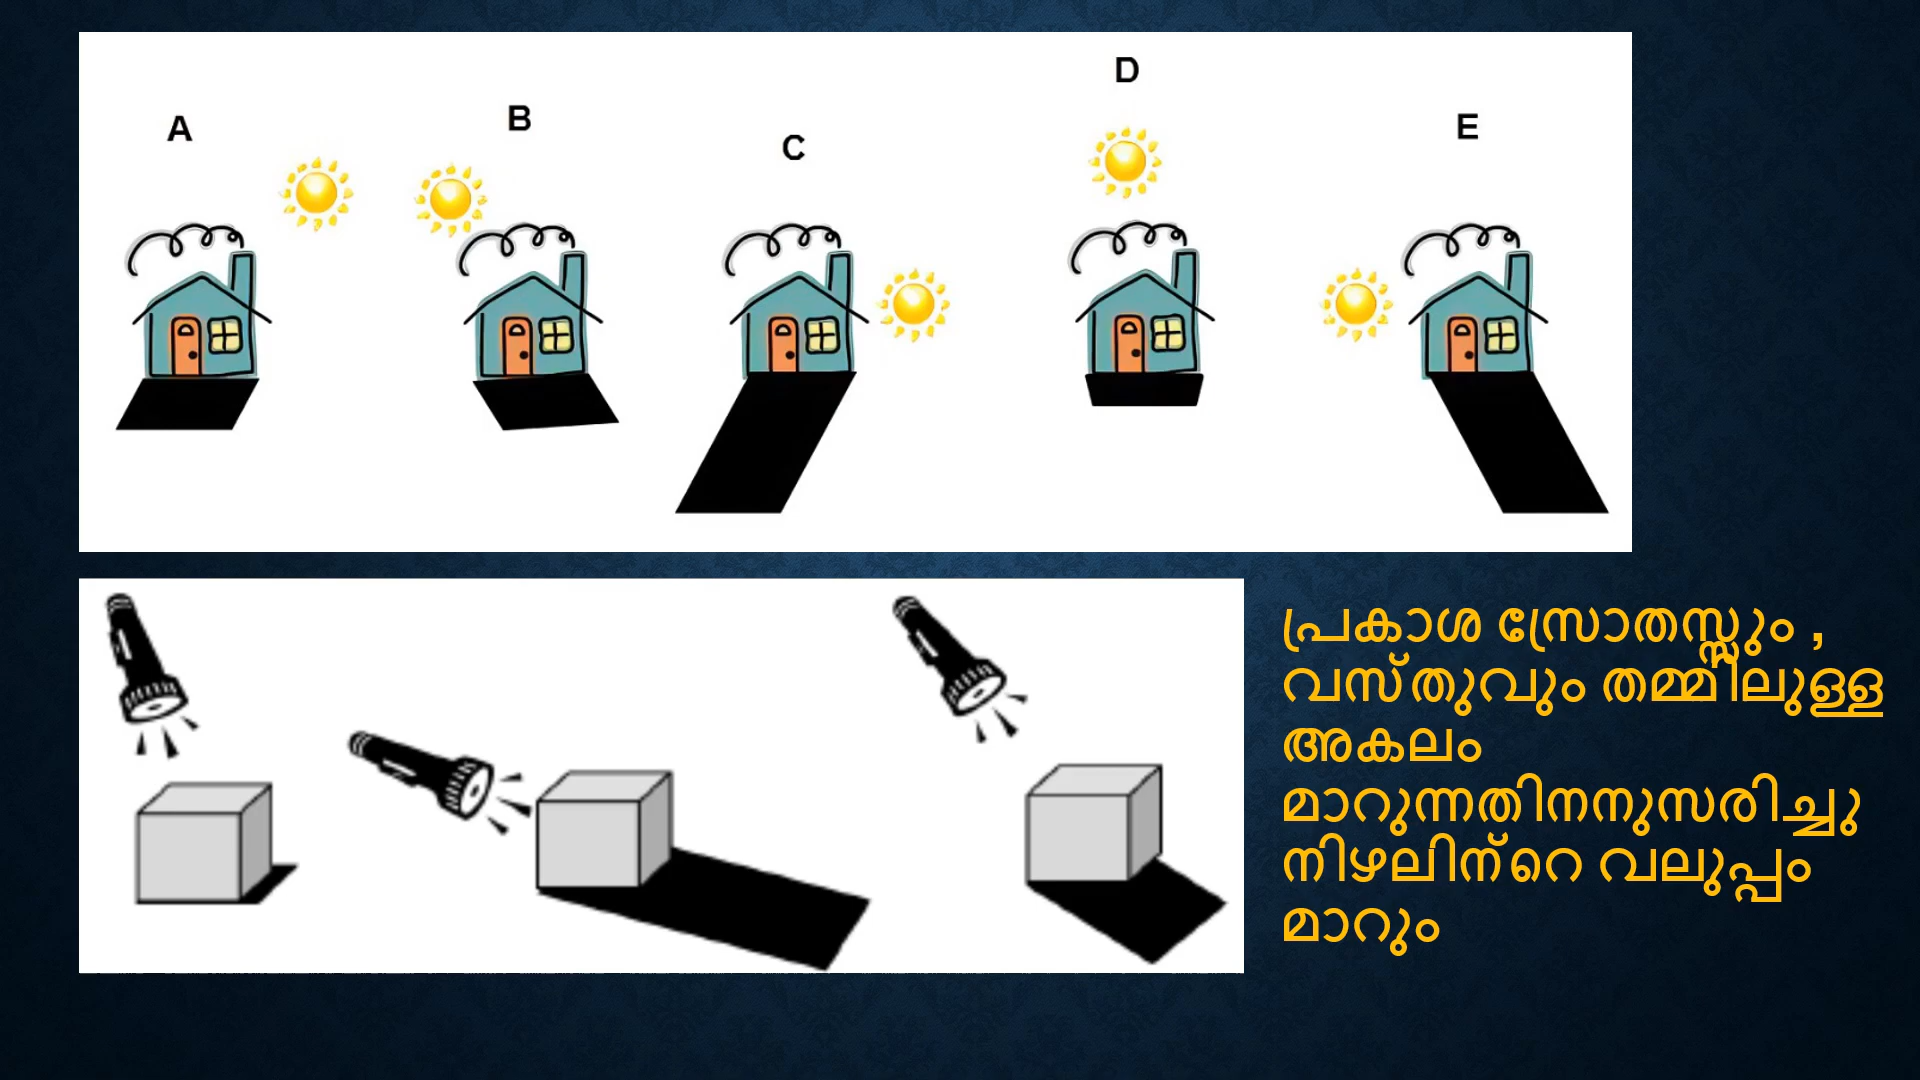 A
B
C
D
E
പ്രകാശ സ്രോതസ്സും ,
വസ്തുവും തമ്മിലുള്ള
അകലം
മാറുന്നതിനനുസരിച്ചു
നിഴലിന്റെ വലുപ്പം
മാറും